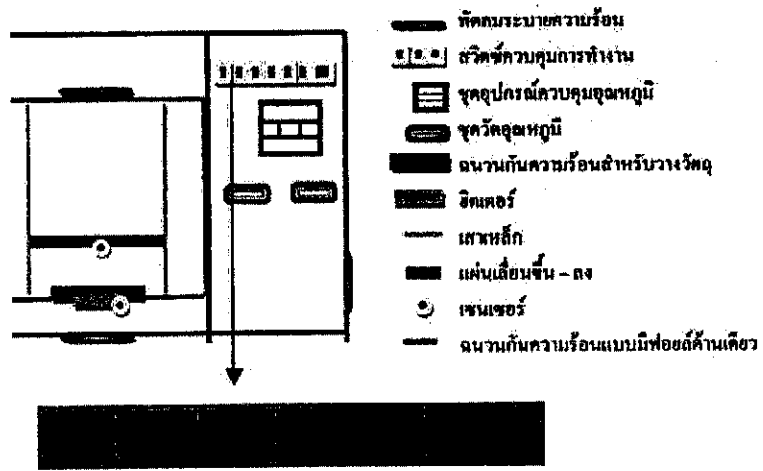 พัดลมระบายความร้อน
สวิตช์ควบคุมการทำงาน
ชุดอุปกรณ์ควบคุมอุณหภูมิ
ชุดวัดอุณหภูมิ
ฉนวนกันความร้อนสำหรับวางวัตถุ
ฮีตเตอร์
เสาเหล็ก
แผ่นเลื่อนขึ้น – ลง
เซนเซอร์
ฉนวนกันความร้อนแบบมีฟอยล์ด้านเดียว